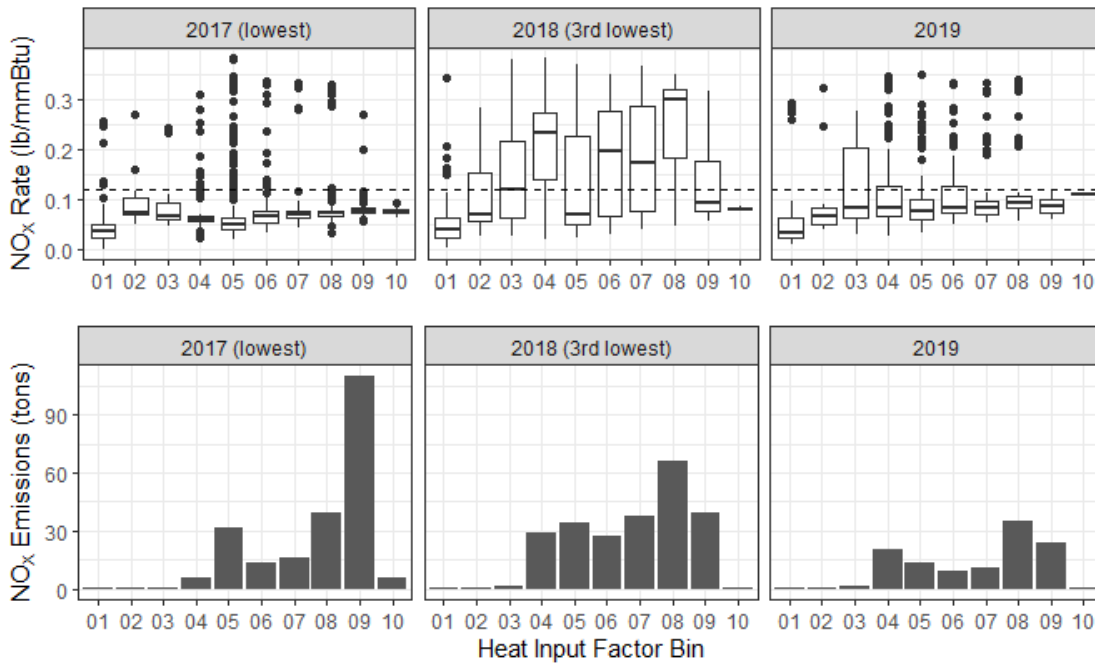 2017 (lowest) 2018 (3rd lowest) 2019
NOX Rate (lb/mmBtu)
0.3
0.2
0.1
0.0
01 02 03 04 05 06 07 08 09 10 01 02 03 04 05 06 07 08 09 10 01 02 03 04 05 06 07 08 09 10
2017 (lowest) 2018 (3rd lowest) 2019
NOX Emissions (tons)
90
60
30
0
01 02 03 04 05 06 07 08 09 10 01 02 03 04 05 06 07 08 09 10 01 02 03 04 05 06 07 08 09 10
Heat Input Factor Bin